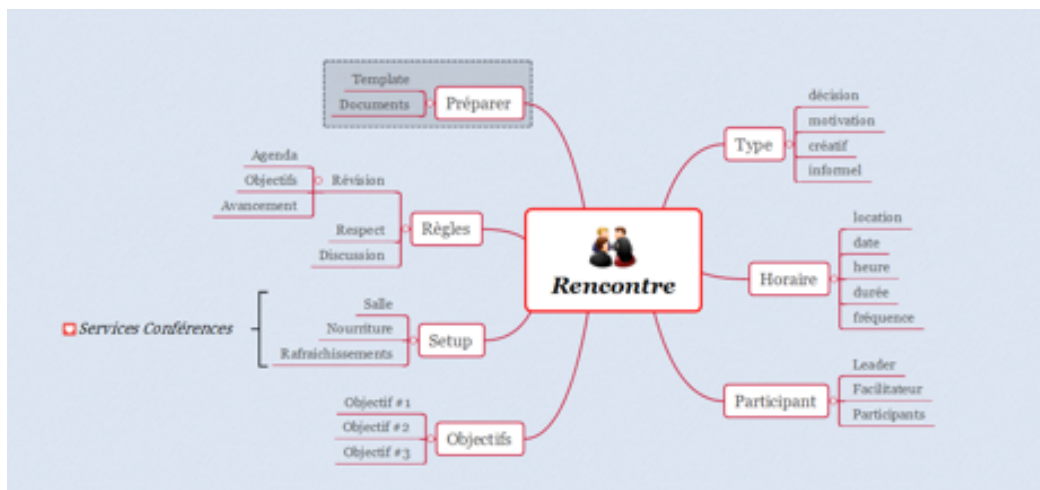 Rencontre
Préparer
Template
Documents
Règles
Révision
Agenda
Objectifs
Avancement
Respect
Discussion
Setup
Salle
Nourriture
Rafraichissements
Services Conférences
Objectifs
Objectif #1
Objectif #2
Objectif #3
Type
décision
motivation
créatif
informel
Horaire
location
date
heure
durée
fréquence
Participant
Leader
Facilitateur
Participants